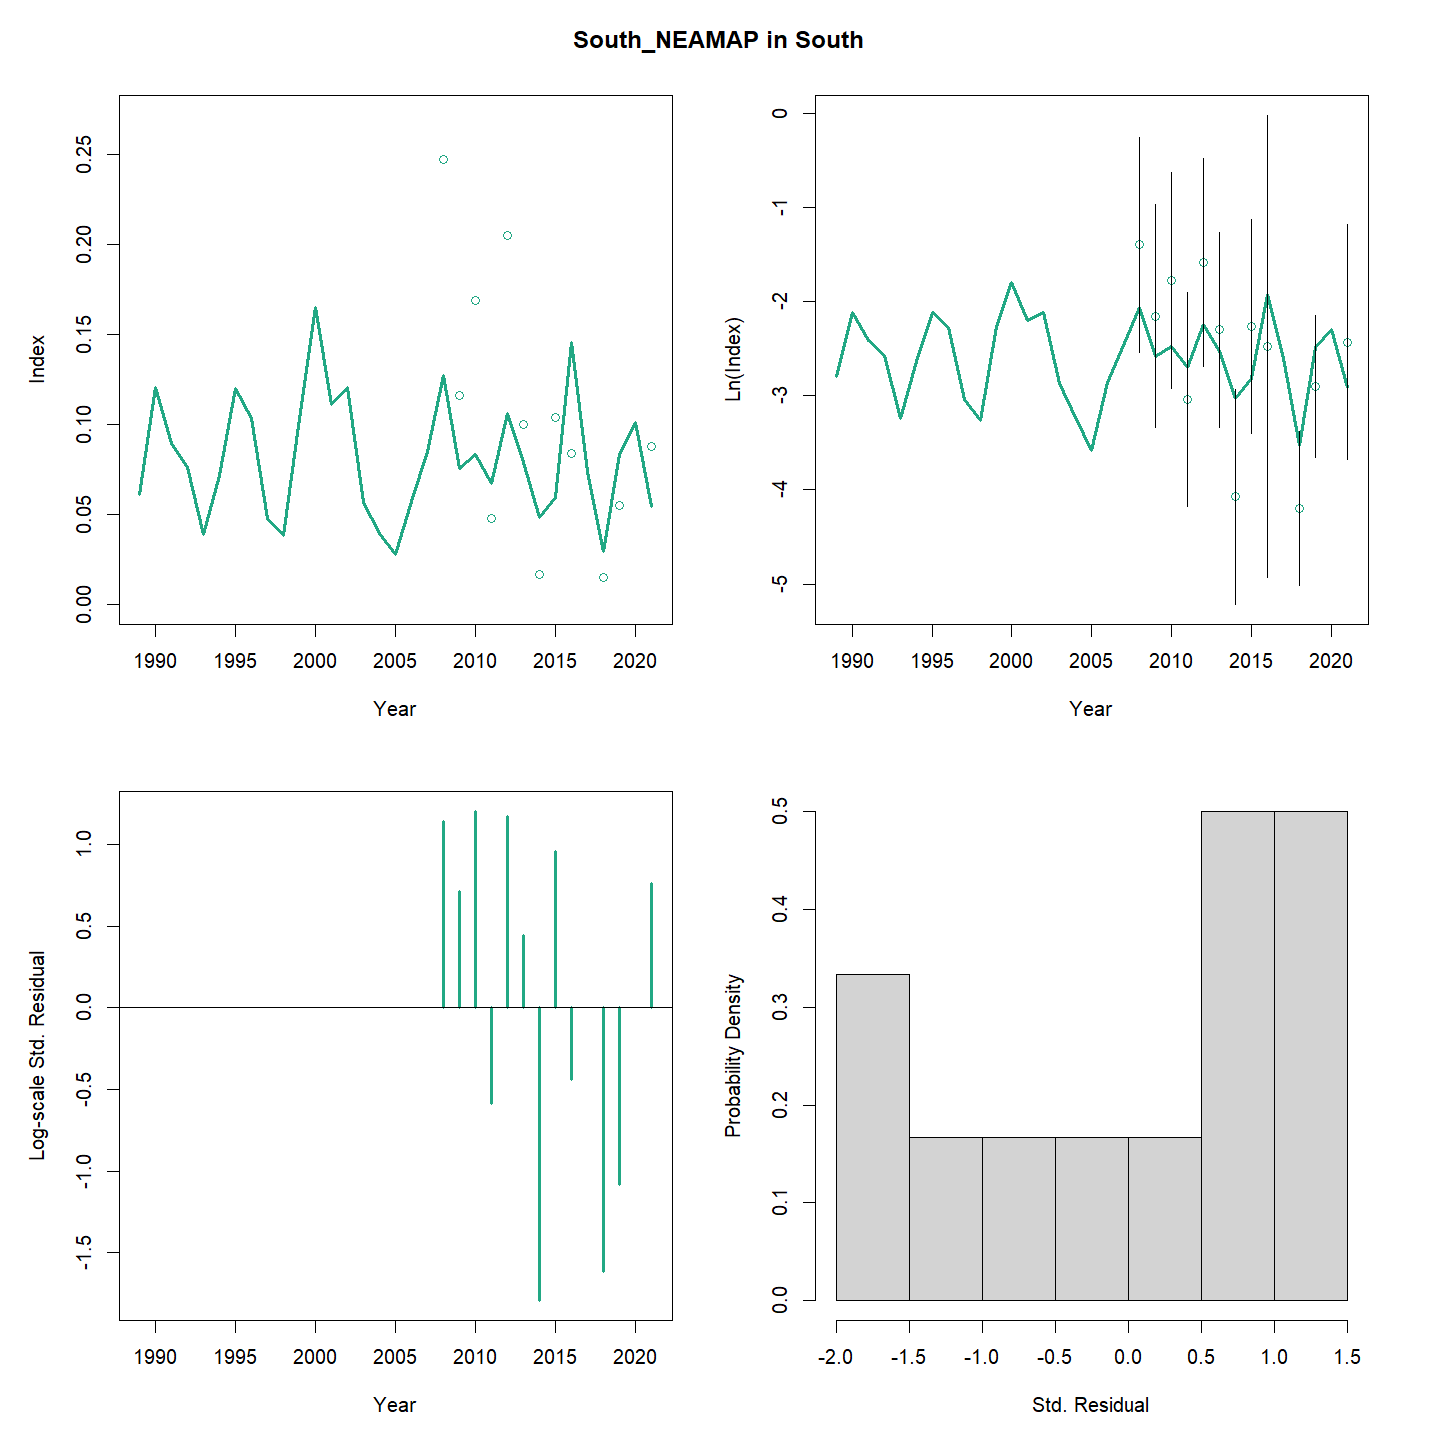 South_NEAMAP in South
Index
0.00 0.05 0.10 0.15 0.20 0.25
1990 1995 2000 2005 2010 2015 2020
Year
Ln(Index)
-5 -4 -3 -2 -1 0
1990 1995 2000 2005 2010 2015 2020
Year
Log-scale Std. Residual
-1.5 -1.0 -0.5 0.0 0.5 1.0
1990 1995 2000 2005 2010 2015 2020
Year
Probability Density
0.0 0.1 0.2 0.3 0.4 0.5
-2.0 -1.5 -1.0 -0.5 0.0 0.5 1.0 1.5
Std. Residual